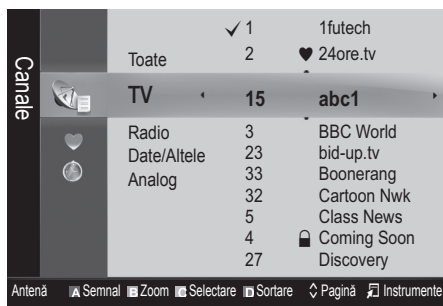 Canale
1 1futech
Toate 2 24ore.tv
TV 15 abc1
Radio 3 BBC World
Date/Altele 23 bid-up.tv
Analog 33 Boonerang
32 Cartoon Nwk
5 Class News
4 Coming Soon
27 Discovery
Antenă A Semnal B Zoom C Selectare D Sortare Pagină Instrumente